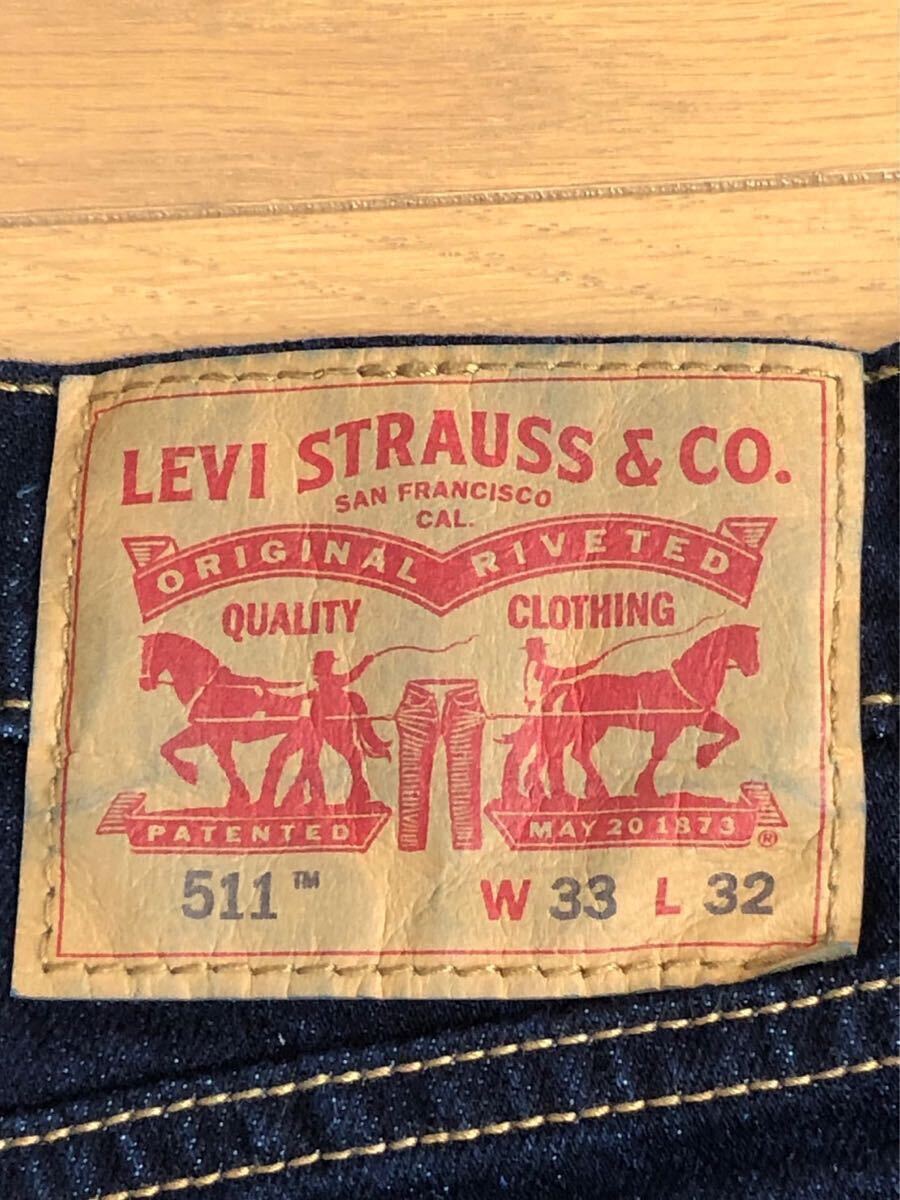 LEVI STRAUSS & CO.
SAN FRANCISCO
CAL.
ORIGINAL RIVETED
QUALITY CLOTHING
PATENTED MAY 20 1873 ®
511™ W 33 L 32